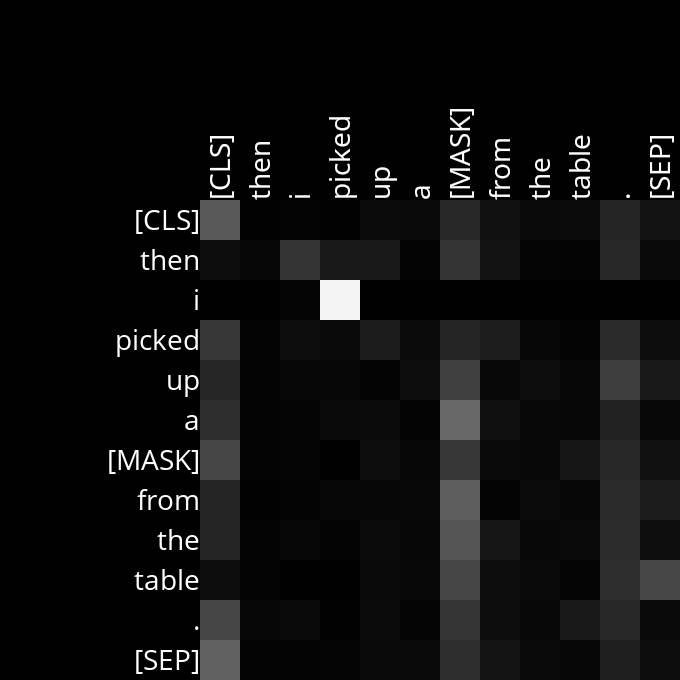 [CLS] then i picked up a [MASK] from the table . [SEP]
[CLS]
then
i
picked
up
a
[MASK]
from
the
table
.
[SEP]